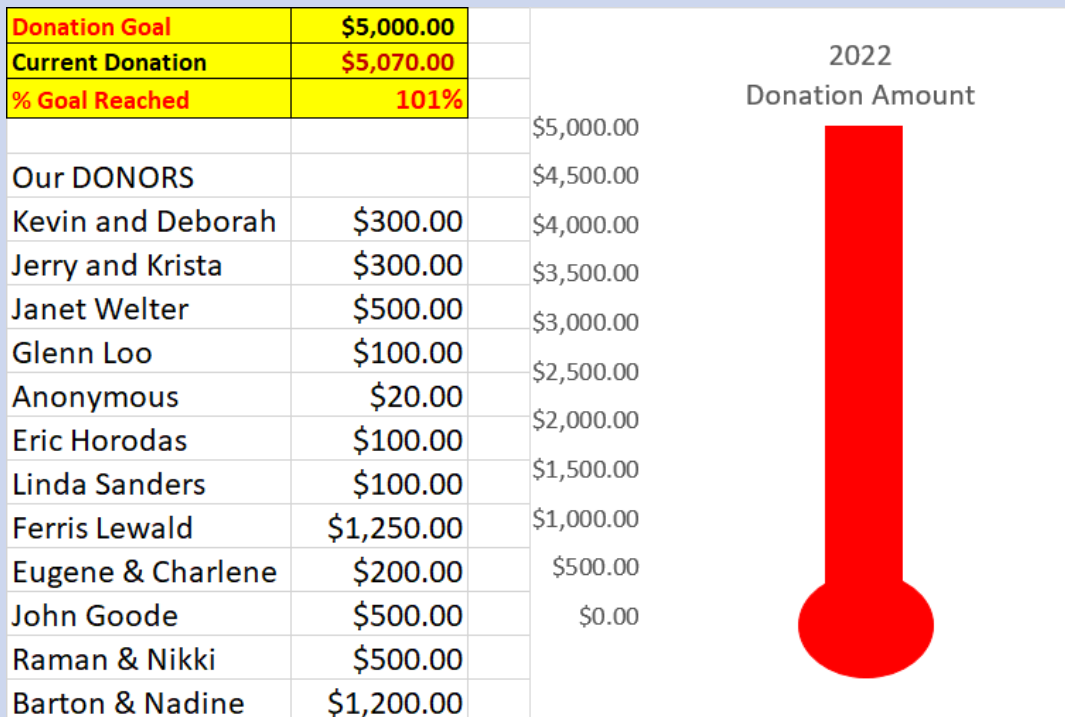 Donation Goal $5,000.00
Current Donation $5,070.00
% Goal Reached 101%
Our DONORS
Kevin and Deborah $300.00
Jerry and Krista $300.00
Janet Welter $500.00
Glenn Loo $100.00
Anonymous $20.00
Eric Horodas $100.00
Linda Sanders $100.00
Ferris Lewald $1,250.00
Eugene & Charlene $200.00
John Goode $500.00
Raman & Nikki $500.00
Barton & Nadine $1,200.00
2022
Donation Amount
$5,000.00
$4,500.00
$4,000.00
$3,500.00
$3,000.00
$2,500.00
$2,000.00
$1,500.00
$1,000.00
$500.00
$0.00